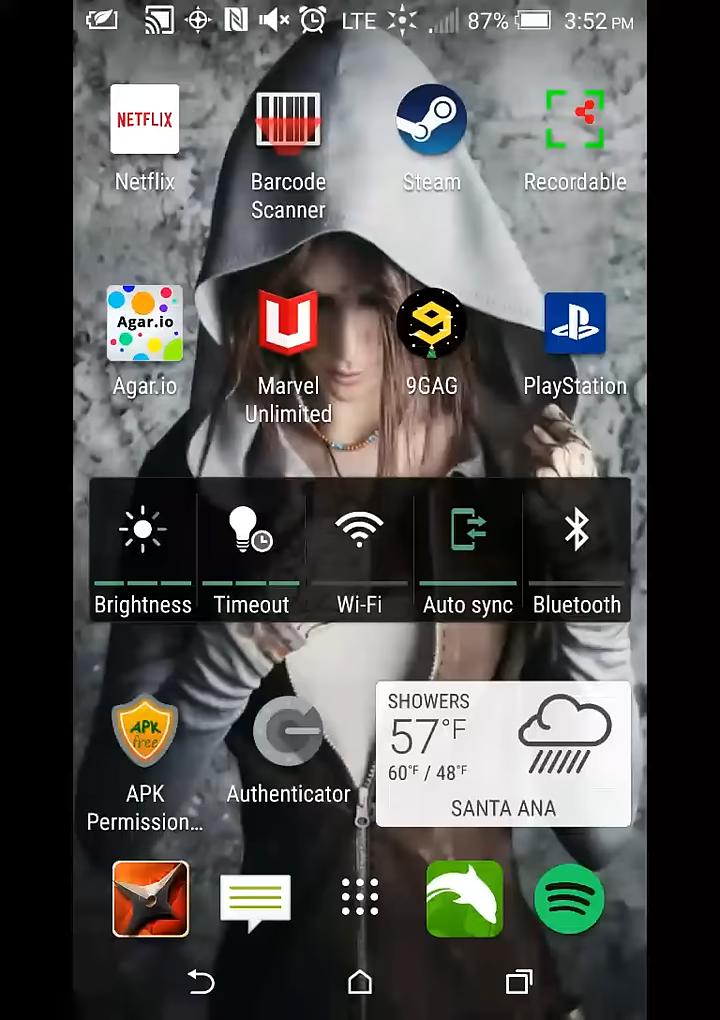 LTE 87% 3:52 PM
NETFLIX
Netflix
Barcode
Scanner
Steam
Recordable
Agar.io
Agar.io
Marvel
Unlimited
9GAG
PlayStation
Brightness
Timeout
Wi-Fi
Auto sync
Bluetooth
APK
free
APK
Permission...
Authenticator
SHOWERS
57°F
60°F / 48°F
SANTA ANA